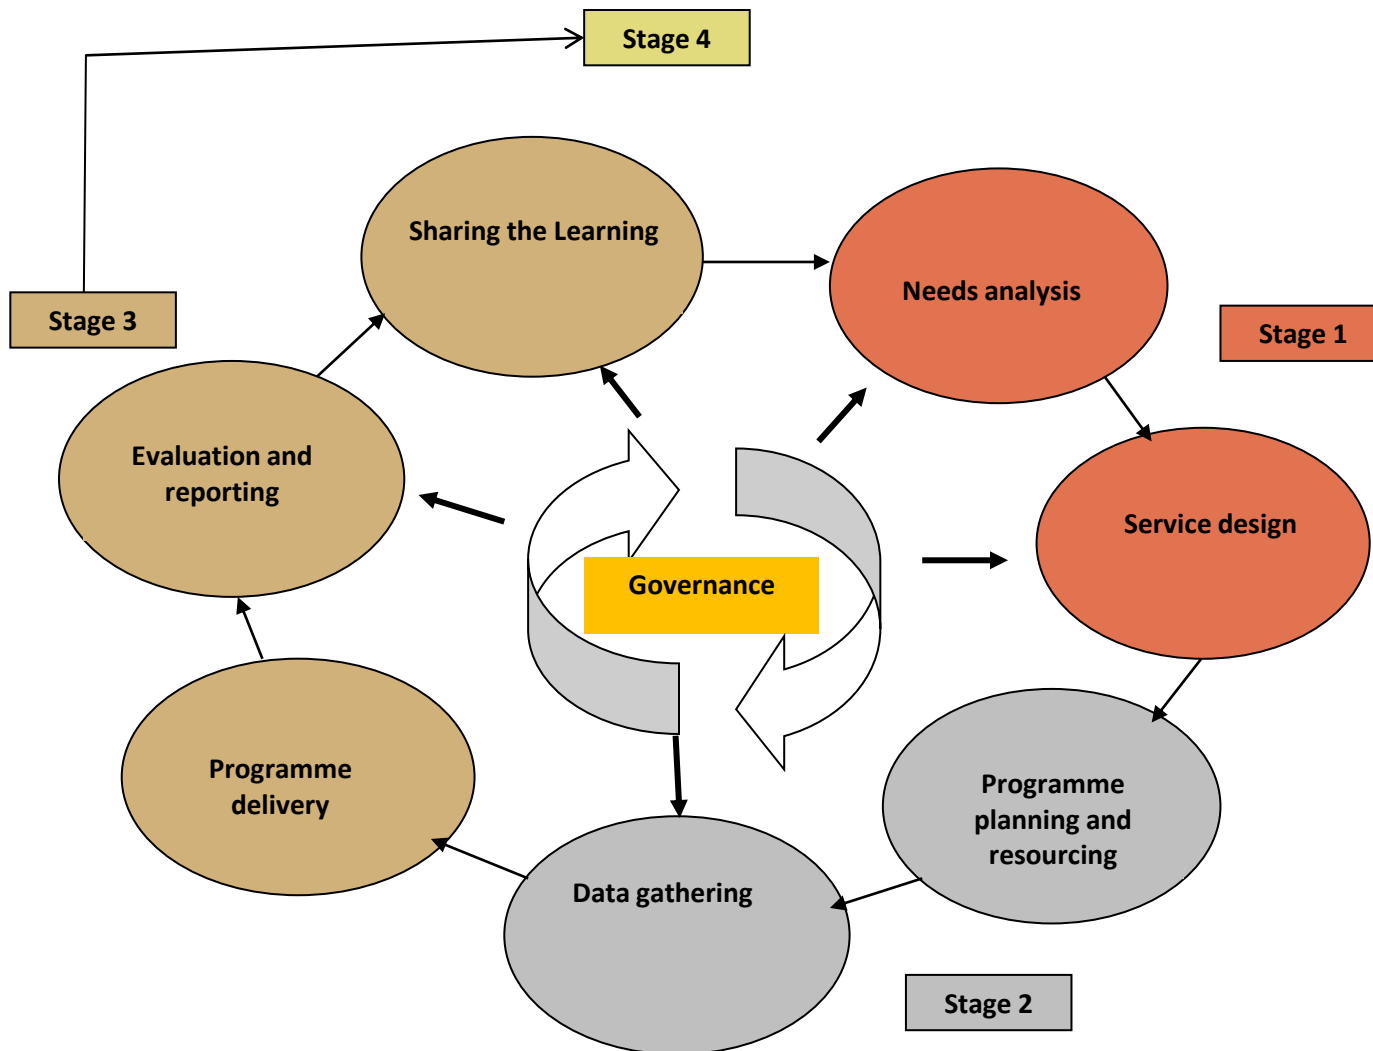 Stage 4
Sharing the Learning
Needs analysis
Stage 3
Stage 1
Evaluation and
reporting
Service design
Governance
Programme
delivery
Programme
planning and
resourcing
Data gathering
Stage 2